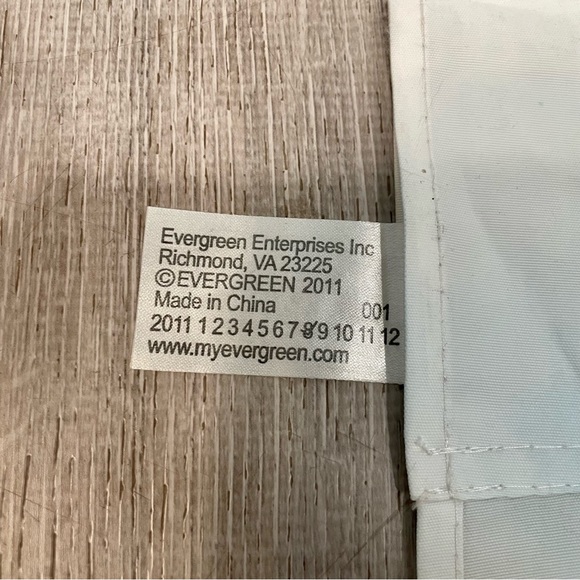 Evergreen Enterprises Inc
Richmond, VA 23225
©EVERGREEN 2011
Made in China 001
2011 1 2 3 4 5 6 7 8 9 10 11 12
www.myevergreen.com